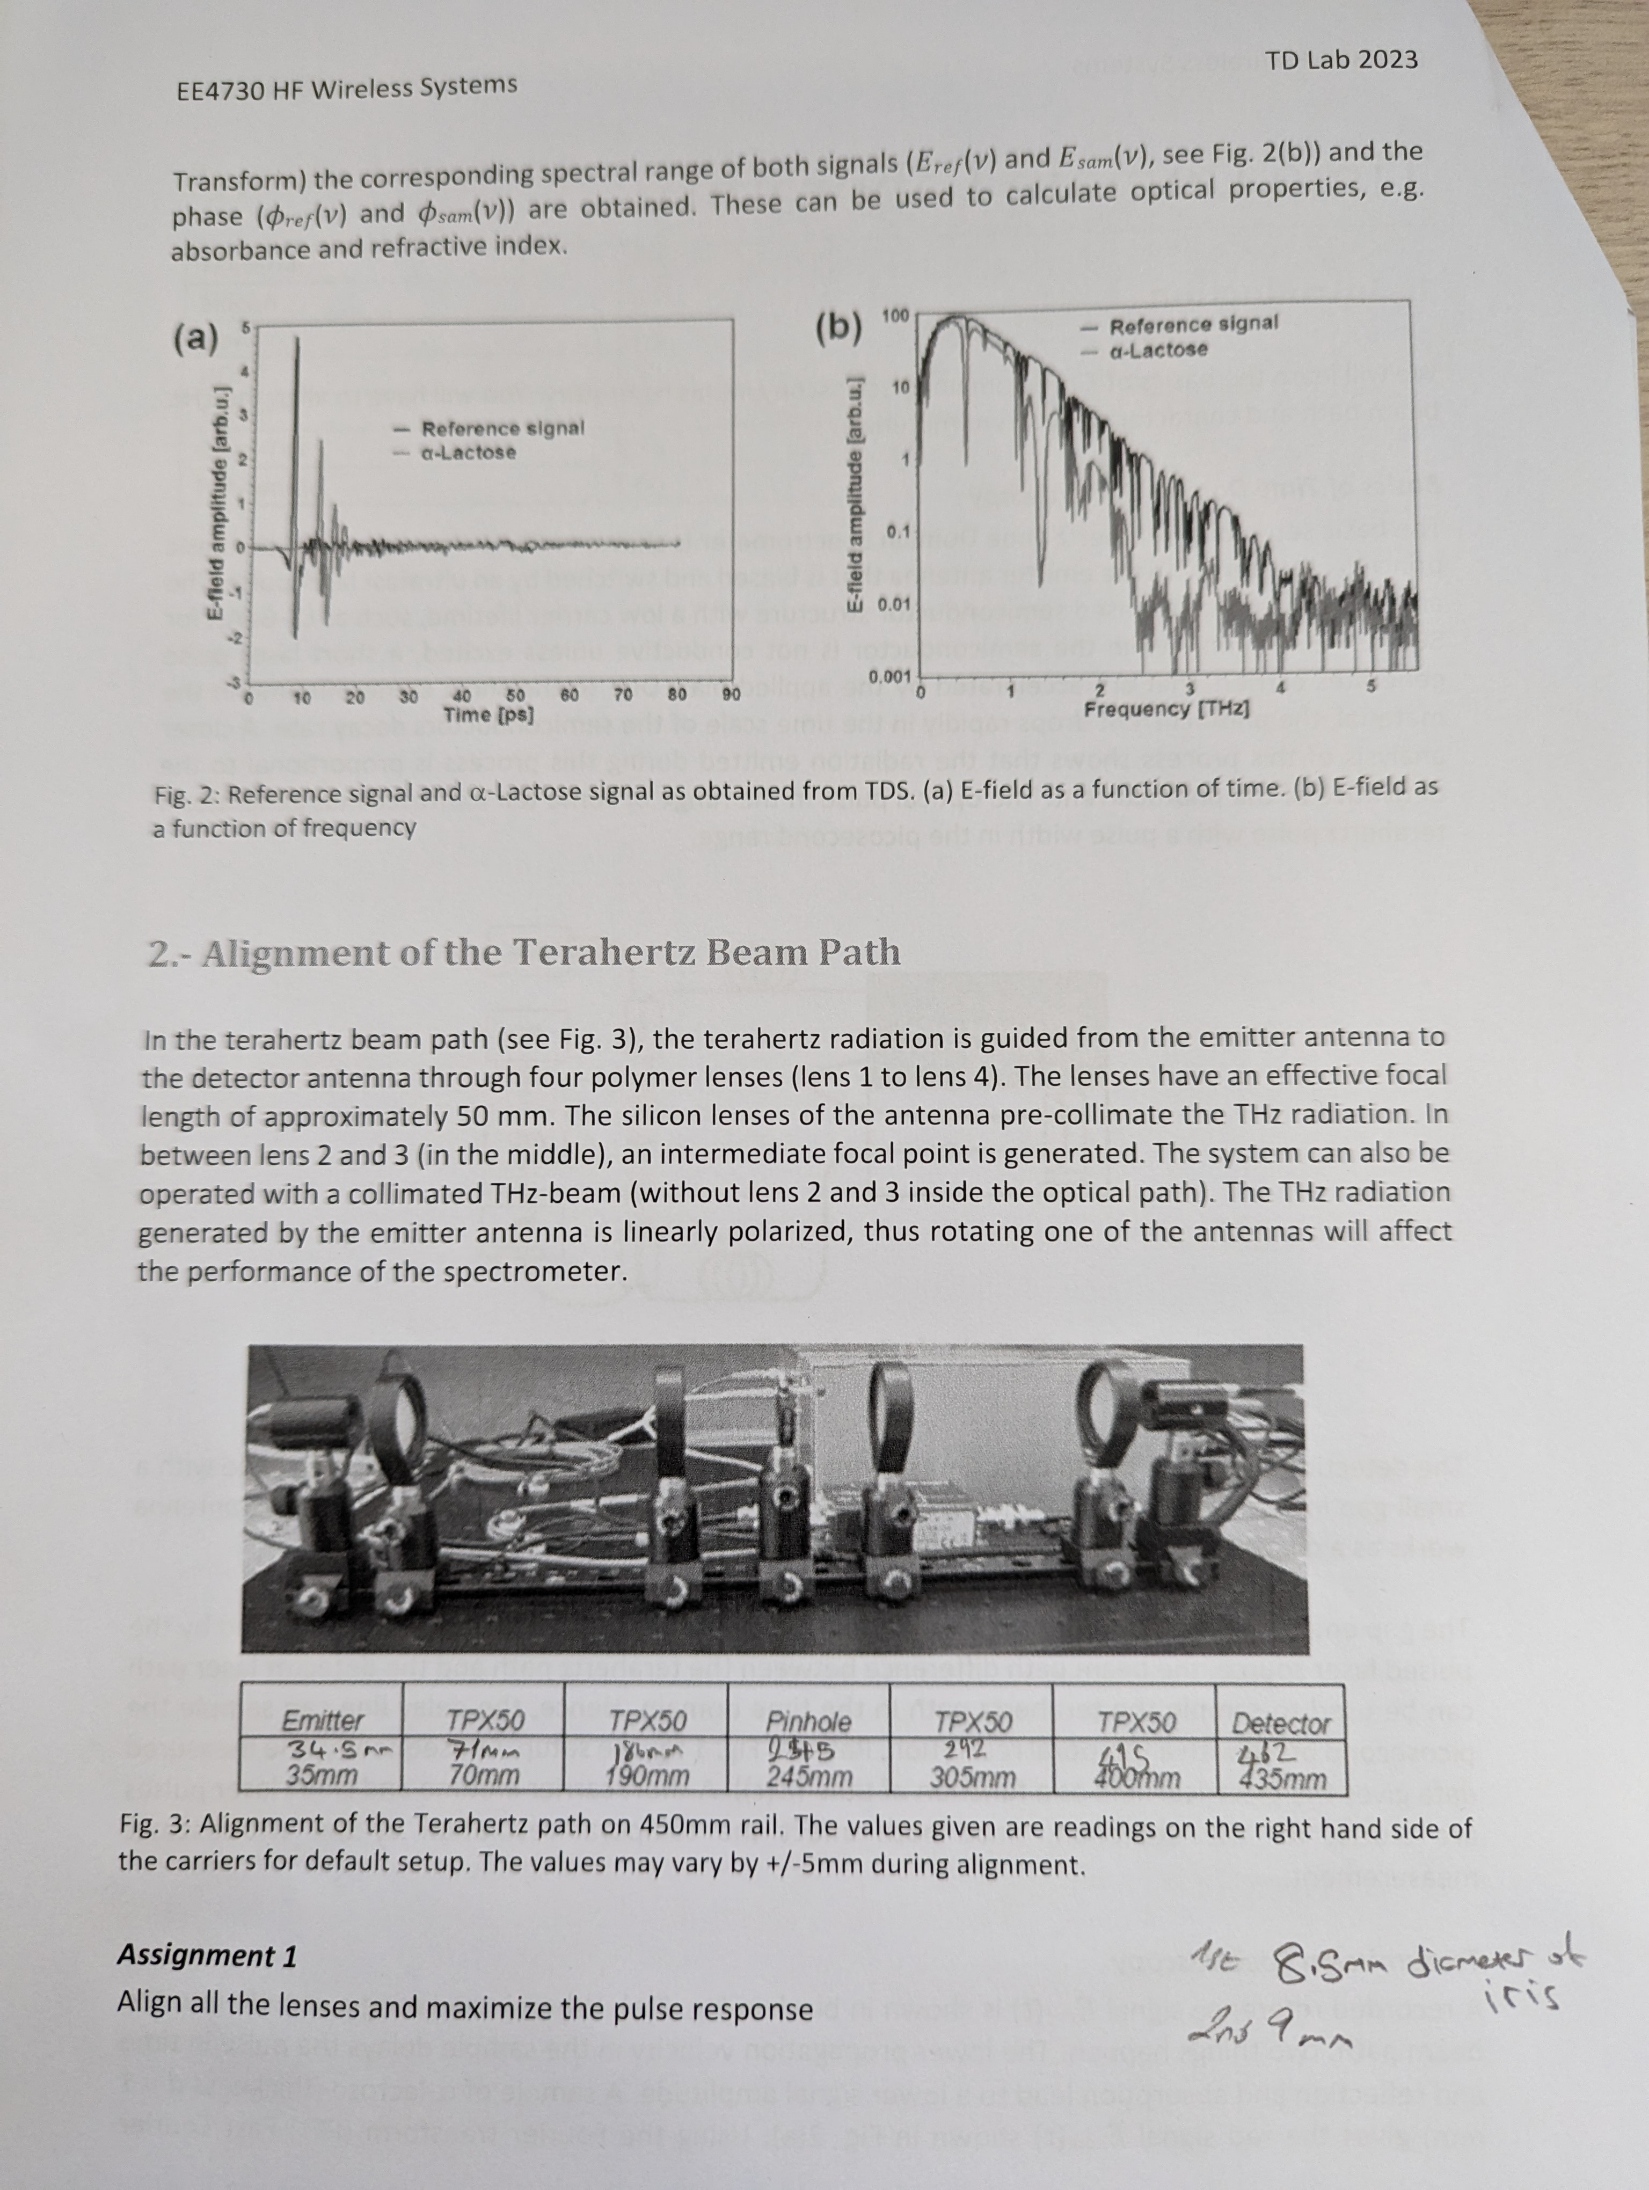 TD Lab 2023
EE4730 HF Wireless Systems
Transform) the corresponding spectral range of both signals (E_ref(ν) and E_sam(ν), see Fig. 2(b)) and the
phase (ϕ_ref(ν) and ϕ_sam(ν)) are obtained. These can be used to calculate optical properties, e.g.
absorbance and refractive index.
(a)
E-field amplitude [arb.u.]
5
4
3
2
1
0
-1
-2
-3
— Reference signal
— α-Lactose
0 10 20 30 40 50 60 70 80 90
Time [ps]
(b)
E-field amplitude [arb.u.]
100
10
1
0.1
0.01
0.001
— Reference signal
— α-Lactose
0 1 2 3 4 5
Frequency [THz]
Fig. 2: Reference signal and α-Lactose signal as obtained from TDS. (a) E-field as a function of time. (b) E-field as
a function of frequency
2.- Alignment of the Terahertz Beam Path
In the terahertz beam path (see Fig. 3), the terahertz radiation is guided from the emitter antenna to
the detector antenna through four polymer lenses (lens 1 to lens 4). The lenses have an effective focal
length of approximately 50 mm. The silicon lenses of the antenna pre-collimate the THz radiation. In
between lens 2 and 3 (in the middle), an intermediate focal point is generated. The system can also be
operated with a collimated THz-beam (without lens 2 and 3 inside the optical path). The THz radiation
generated by the emitter antenna is linearly polarized, thus rotating one of the antennas will affect
the performance of the spectrometer.
Emitter TPX50 TPX50 Pinhole TPX50 TPX50 Detector
34.5mm 71mm 186mm 292 415 462
35mm 70mm 190mm 245mm 305mm 400mm 435mm
Fig. 3: Alignment of the Terahertz path on 450mm rail. The values given are readings on the right hand side of
the carriers for default setup. The values may vary by +/-5mm during alignment.
Assignment 1
Align all the lenses and maximize the pulse response
1st 8.5mm diameter of
iris
2nd 9mm